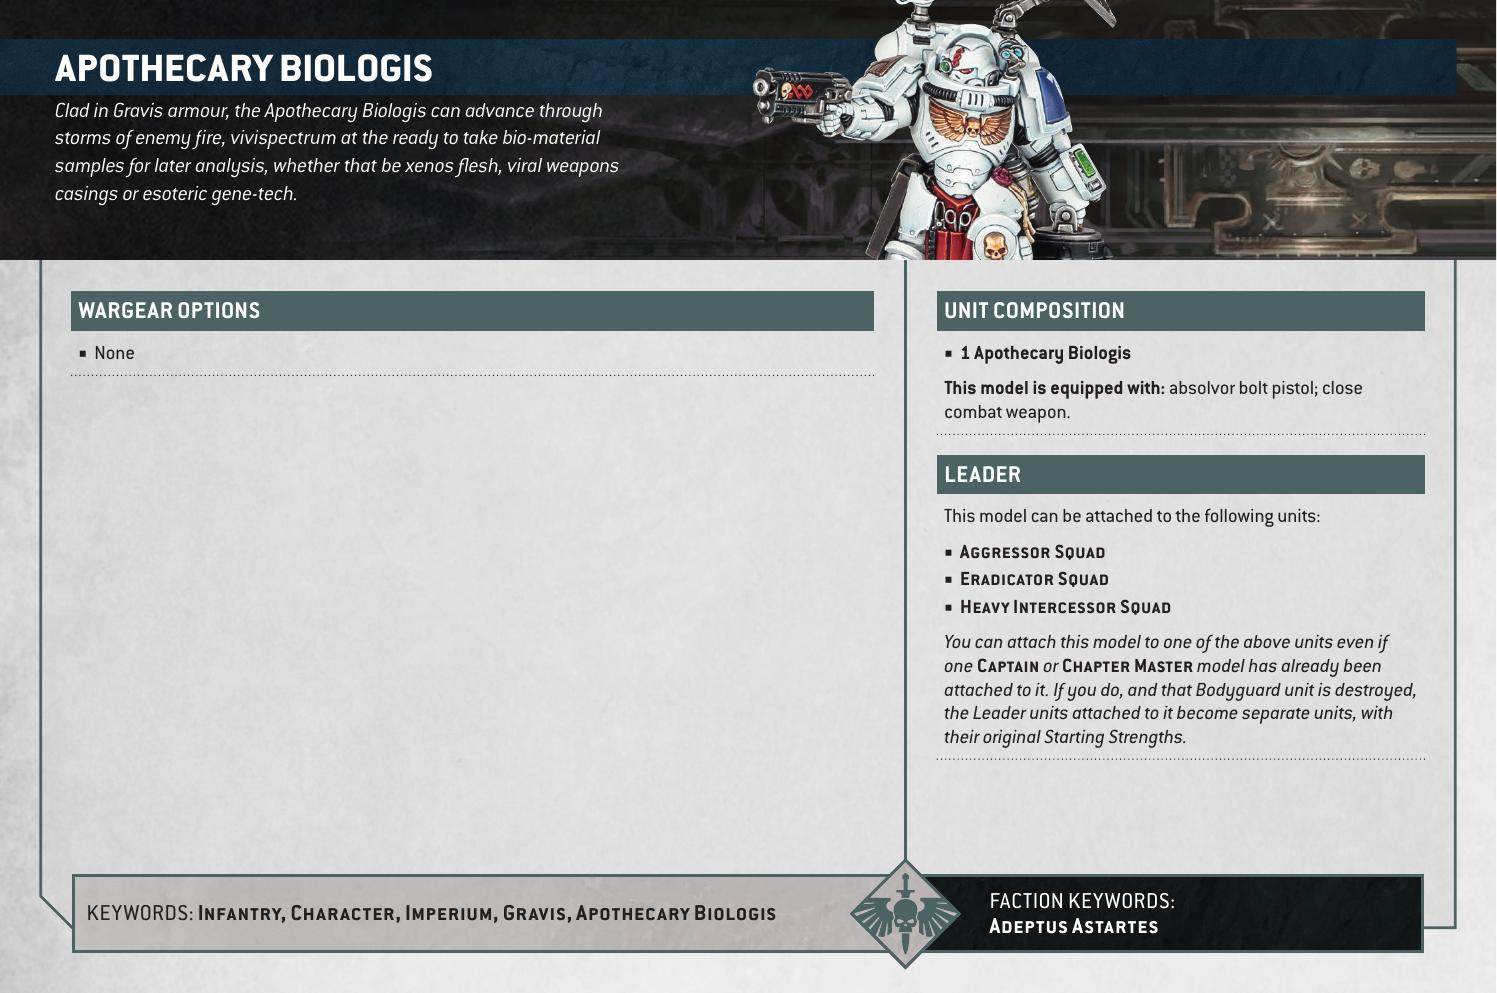 APOTHECARY BIOLOGIS
Clad in Gravis armour, the Apothecary Biologis can advance through
storms of enemy fire, vivispectrum at the ready to take bio-material
samples for later analysis, whether that be xenos flesh, viral weapons
casings or esoteric gene-tech.
WARGEAR OPTIONS
▪ None
UNIT COMPOSITION
▪ 1 Apothecary Biologis
This model is equipped with: absolvor bolt pistol; close
combat weapon.
LEADER
This model can be attached to the following units:
▪ Aggressor Squad
▪ Eradicator Squad
▪ Heavy Intercessor Squad
You can attach this model to one of the above units even if
one Captain or Chapter Master model has already been
attached to it. If you do, and that Bodyguard unit is destroyed,
the Leader units attached to it become separate units, with
their original Starting Strengths.
KEYWORDS: Infantry, Character, Imperium, Gravis, Apothecary Biologis
FACTION KEYWORDS:
Adeptus Astartes